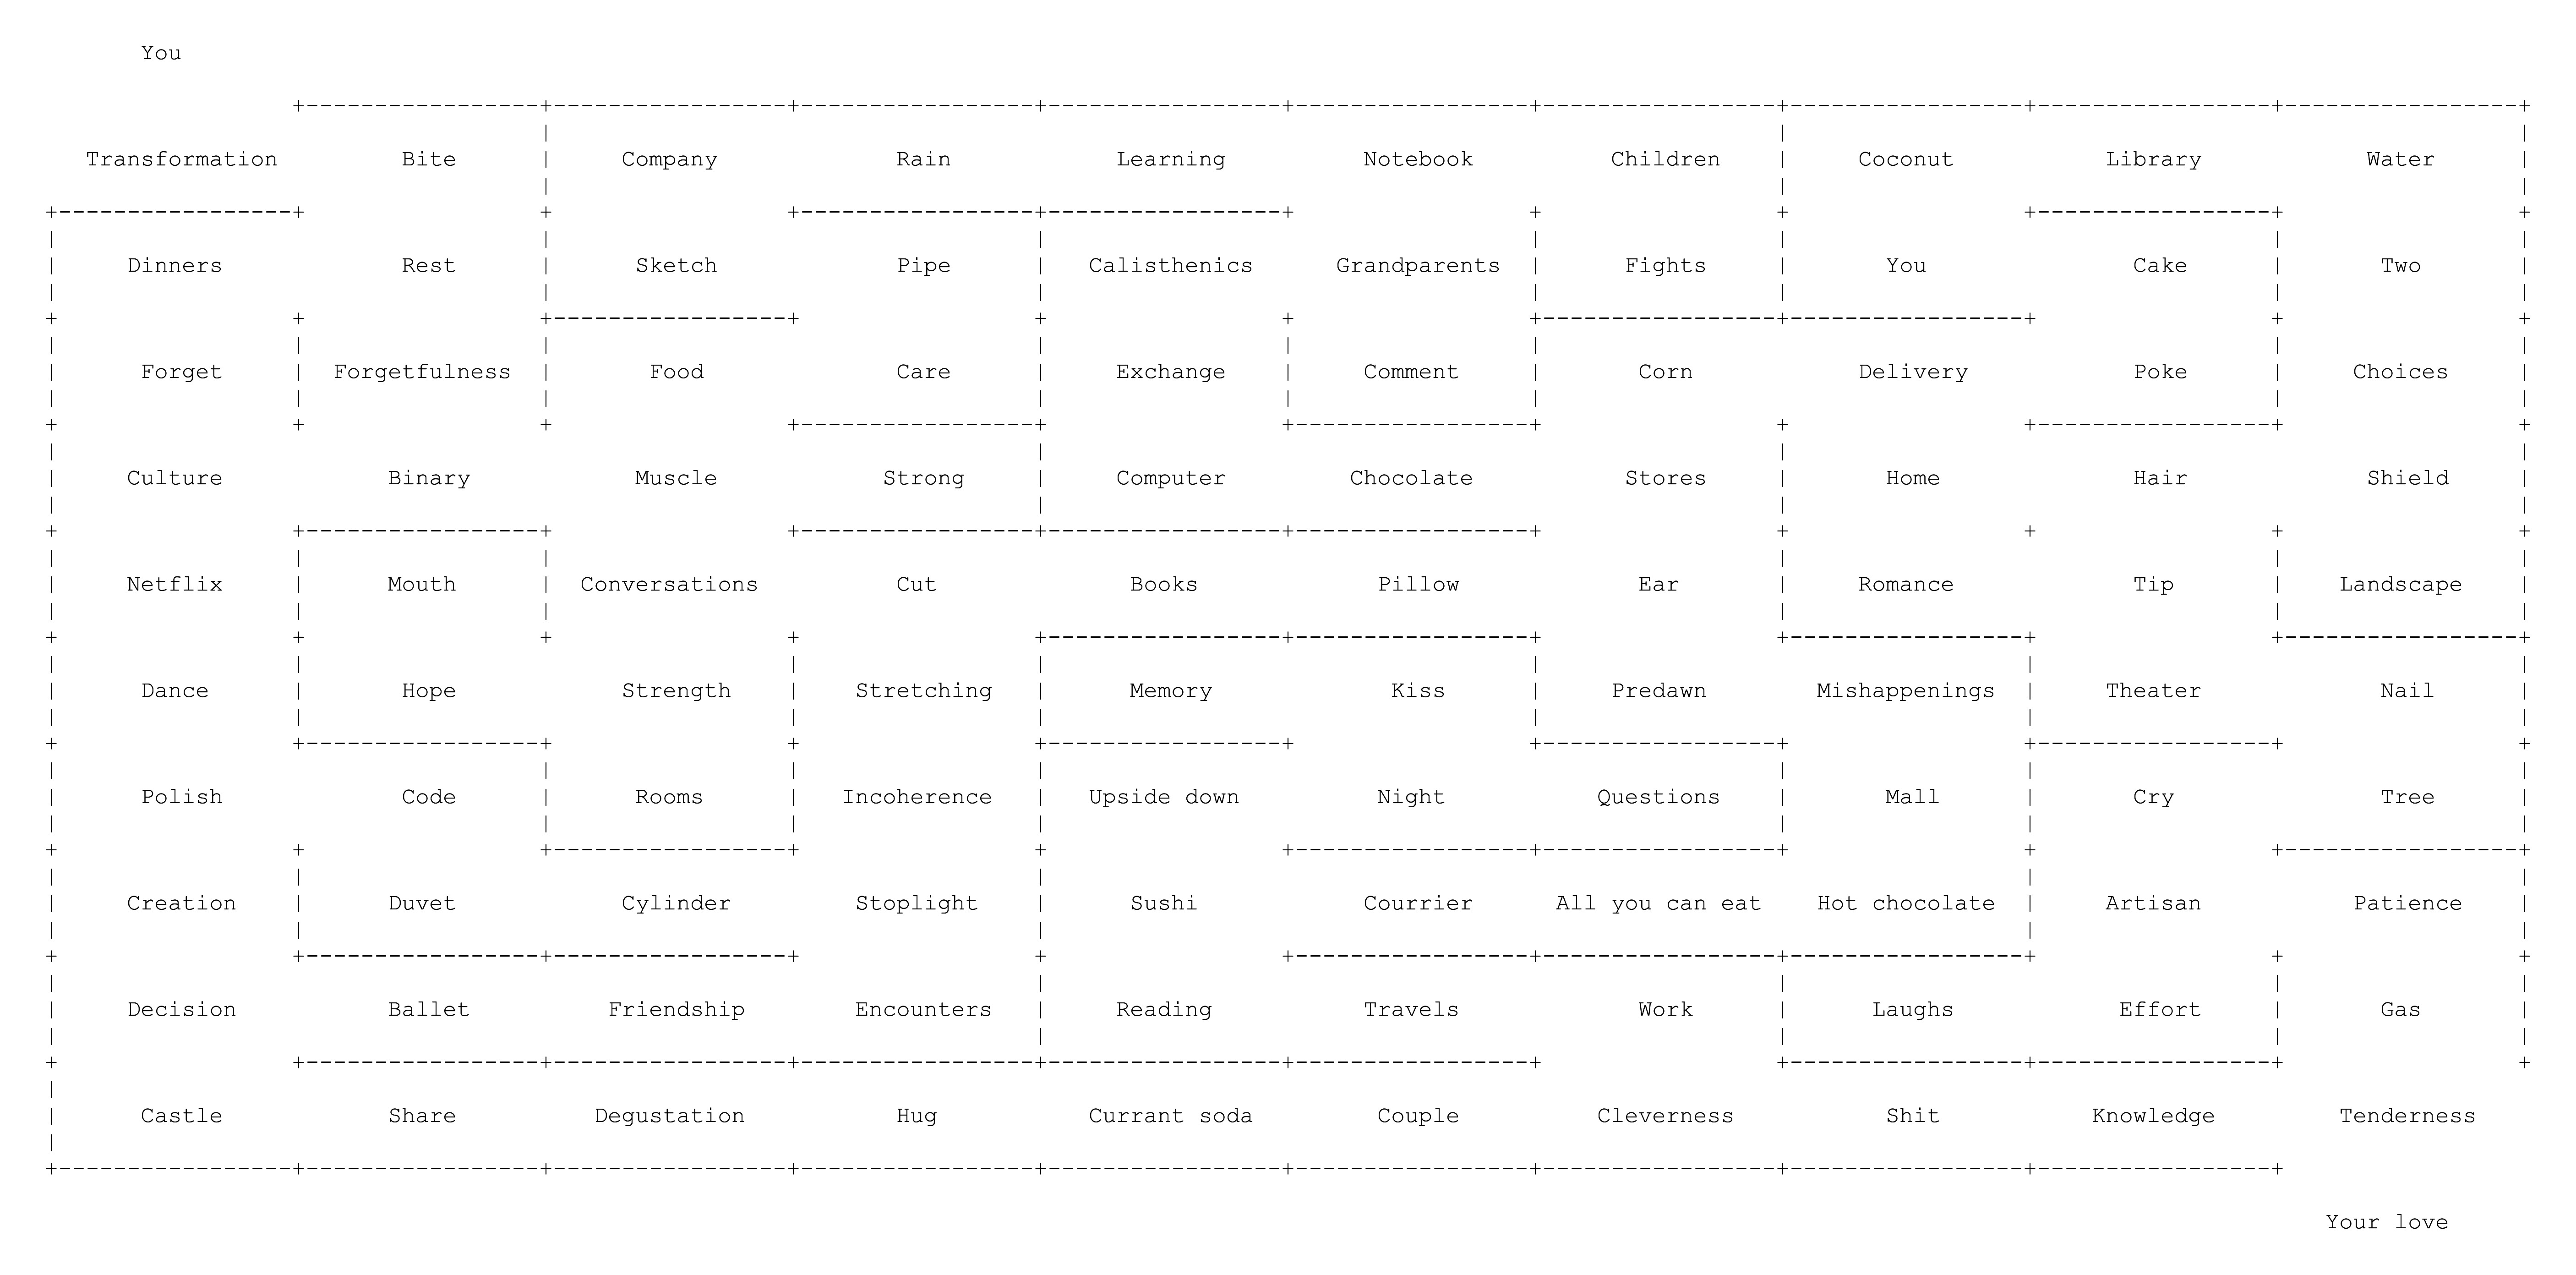 You
Transformation Bite Company Rain Learning Notebook Children Coconut Library Water
Dinners Rest Sketch Pipe Calisthenics Grandparents Fights You Cake Two
Forget Forgetfulness Food Care Exchange Comment Corn Delivery Poke Choices
Culture Binary Muscle Strong Computer Chocolate Stores Home Hair Shield
Netflix Mouth Conversations Cut Books Pillow Ear Romance Tip Landscape
Dance Hope Strength Stretching Memory Kiss Predawn Mishappenings Theater Nail
Polish Code Rooms Incoherence Upside down Night Questions Mall Cry Tree
Creation Duvet Cylinder Stoplight Sushi Courrier All you can eat Hot chocolate Artisan Patience
Decision Ballet Friendship Encounters Reading Travels Work Laughs Effort Gas
Castle Share Degustation Hug Currant soda Couple Cleverness Shit Knowledge Tenderness
Your love